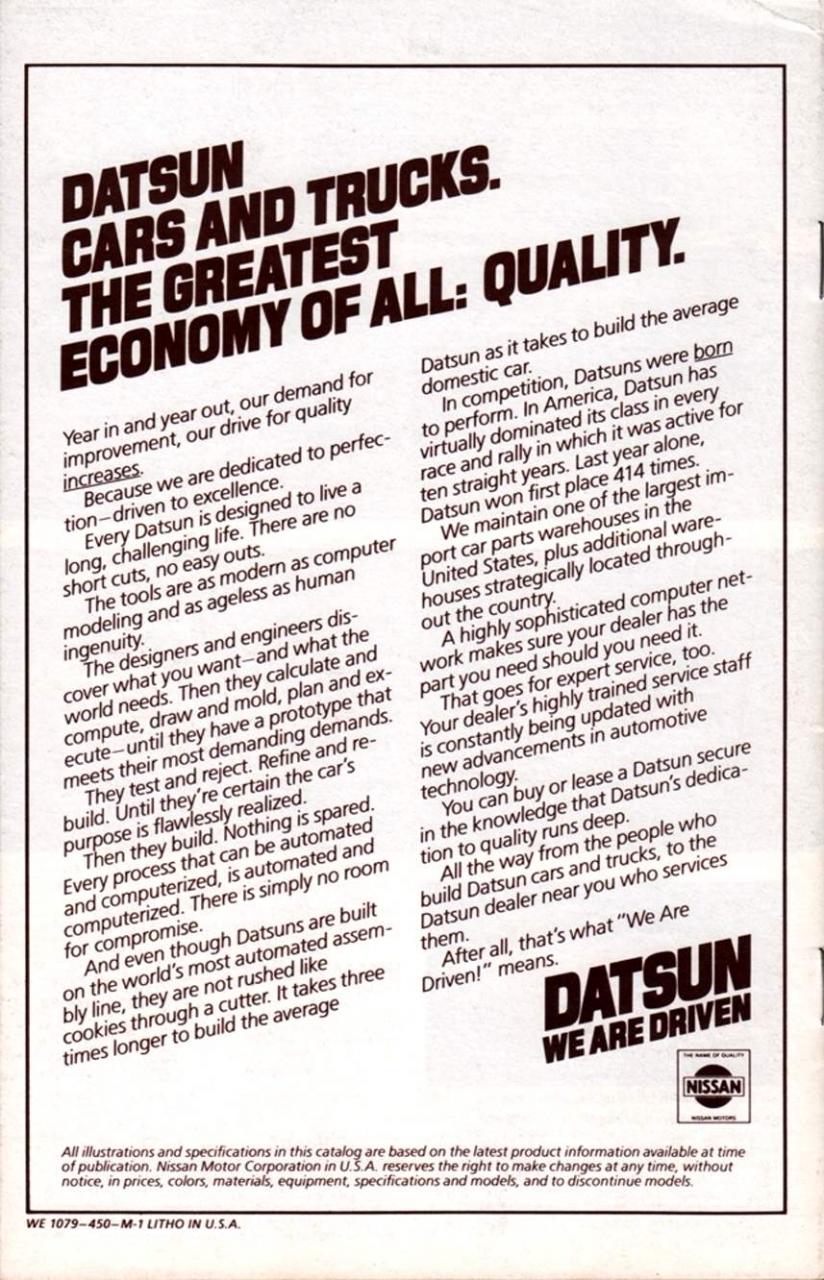 DATSUN
CARS AND TRUCKS.
THE GREATEST
ECONOMY OF ALL: QUALITY.
Year in and year out, our demand for
improvement, our drive for quality
increases.
Because we are dedicated to perfec-
tion—driven to excellence.
Every Datsun is designed to live a
long, challenging life. There are no
short cuts, no easy outs.
The tools are as modern as computer
modeling and as ageless as human
ingenuity.
The designers and engineers dis-
cover what you want—and what the
world needs. Then they calculate and
compute, draw and mold, plan and ex-
ecute—until they have a prototype that
meets their most demanding demands.
They test and reject. Refine and re-
build. Until they're certain the car's
purpose is flawlessly realized.
Then they build. Nothing is spared.
Every process that can be automated
and computerized, is automated and
computerized. There is simply no room
for compromise.
And even though Datsuns are built
on the world's most automated assem-
bly line, they are not rushed like
cookies through a cutter. It takes three
times longer to build the average
Datsun as it takes to build the average
domestic car.
In competition, Datsuns were born
to perform. In America, Datsun has
virtually dominated its class in every
race and rally in which it was active for
ten straight years. Last year alone,
Datsun won first place 414 times.
We maintain one of the largest im-
port car parts warehouses in the
United States, plus additional ware-
houses strategically located through-
out the country.
A highly sophisticated computer net-
work makes sure your dealer has the
part you need should you need it.
That goes for expert service, too.
Your dealer's highly trained service staff
is constantly being updated with
new advancements in automotive
technology.
You can buy or lease a Datsun secure
in the knowledge that Datsun's dedica-
tion to quality runs deep.
All the way from the people who
build Datsun cars and trucks, to the
Datsun dealer near you who services
them.
After all, that's what "We Are
Driven!" means.
DATSUN
WE ARE DRIVEN
THE NAME OF QUALITY
NISSAN
NISSAN MOTORS
All illustrations and specifications in this catalog are based on the latest product information available at time
of publication. Nissan Motor Corporation in U.S.A. reserves the right to make changes at any time, without
notice, in prices, colors, materials, equipment, specifications and models, and to discontinue models.
WE 1079—450—M-1 LITHO IN U.S.A.